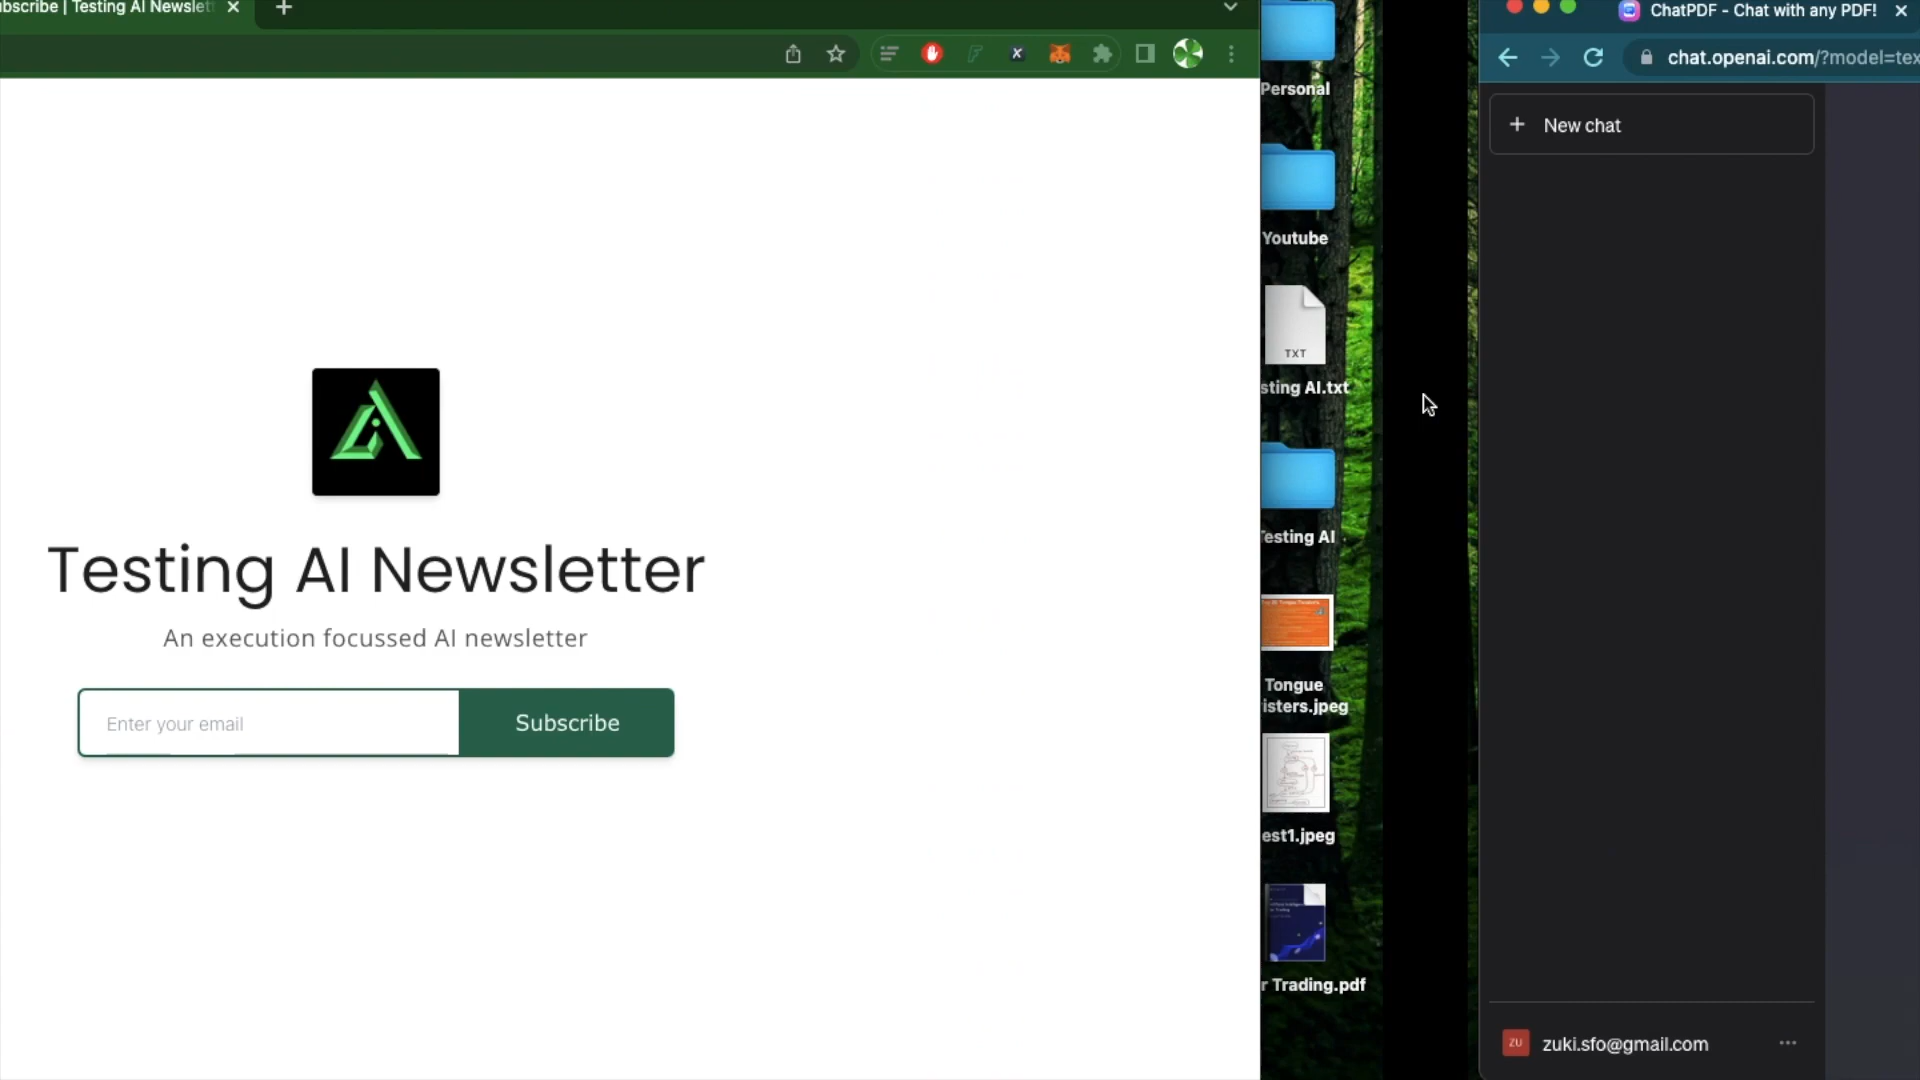 bscribe | Testing AI Newslett
Testing AI Newsletter
An execution focussed AI newsletter
Enter your email
Subscribe
Personal
Youtube
TXT
sting AI.txt
Testing AI
Tongue
isters.jpeg
est1.jpeg
r Trading.pdf
ChatPDF - Chat with any PDF!
chat.openai.com/?model=tex
+ New chat
ZU
zuki.sfo@gmail.com